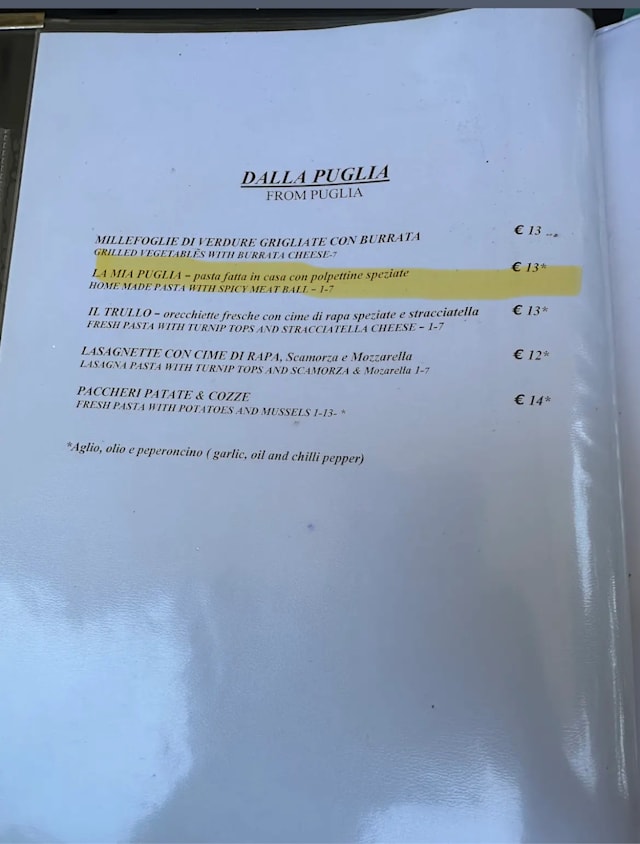 DALLA PUGLIA
FROM PUGLIA
MILLEFOGLIE DI VERDURE GRIGLIATE CON BURRATA € 13
GRILLED VEGETABLES WITH BURRATA CHEESE-7
LA MIA PUGLIA – pasta fatta in casa con polpettine speziate € 13*
HOME MADE PASTA WITH SPICY MEAT BALL – 1-7
IL TRULLO – orecchiette fresche con cime di rapa speziate e stracciatella € 13*
FRESH PASTA WITH TURNIP TOPS AND STRACCIATELLA CHEESE – 1-7
LASAGNETTE CON CIME DI RAPA, Scamorza e Mozzarella € 12*
LASAGNA PASTA WITH TURNIP TOPS AND SCAMORZA & Mozarella 1-7
PACCHERI PATATE & COZZE € 14*
FRESH PASTA WITH POTATOES AND MUSSELS 1-13- *
*Aglio, olio e peperoncino ( garlic, oil and chilli pepper)